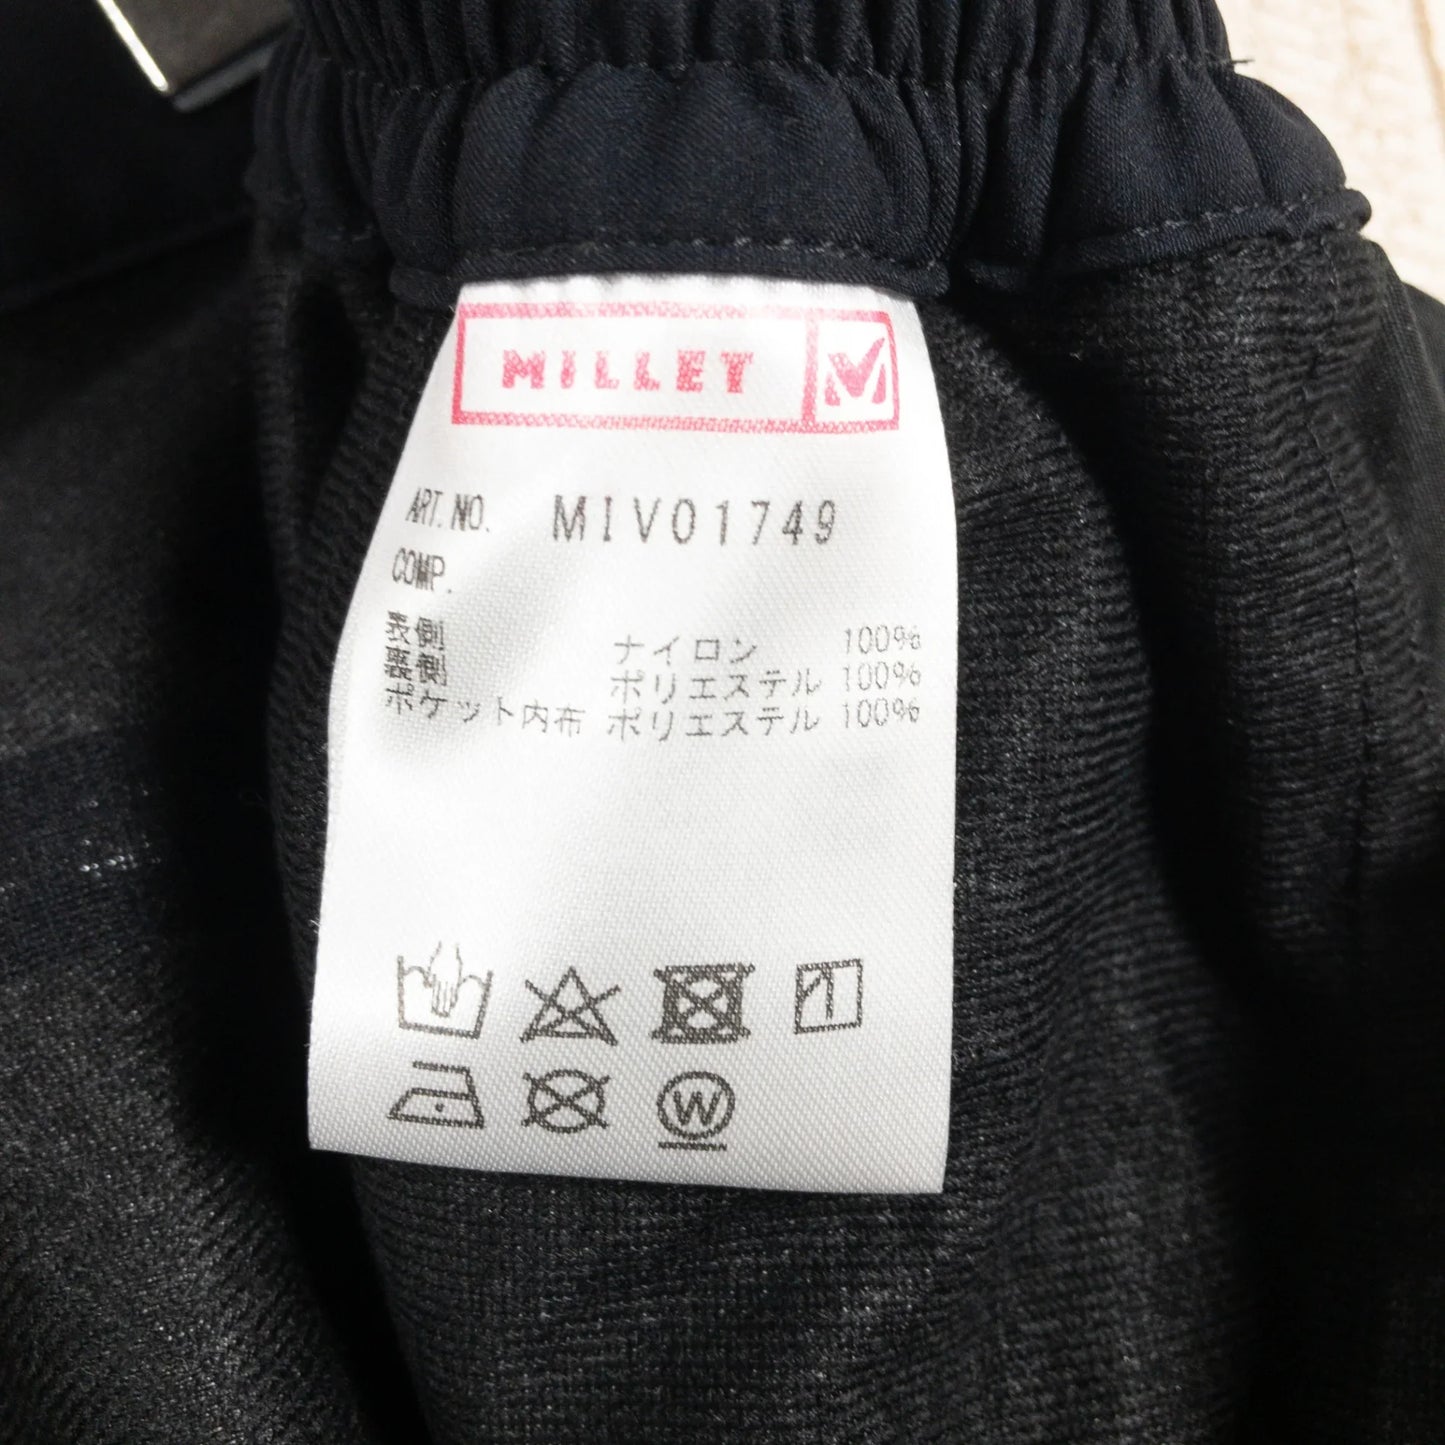 MILLET
ART.NO. MIV01749
COMP.
表側 ナイロン 100%
裏側 ポリエステル 100%
ポケット内布 ポリエステル 100%
W